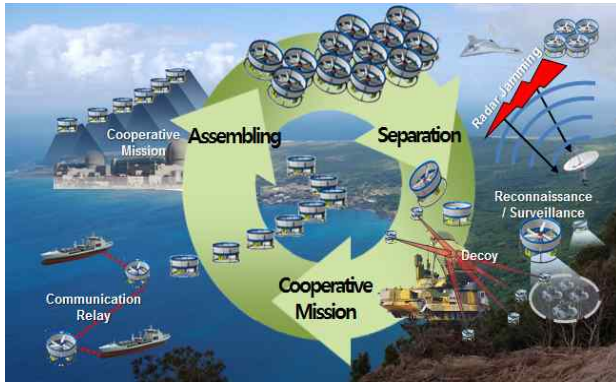 Radar Jamming
Assembling
Separation
Cooperative
Mission
Reconnaissance
/ Surveillance
Decoy
Cooperative
Mission
Communication
Relay